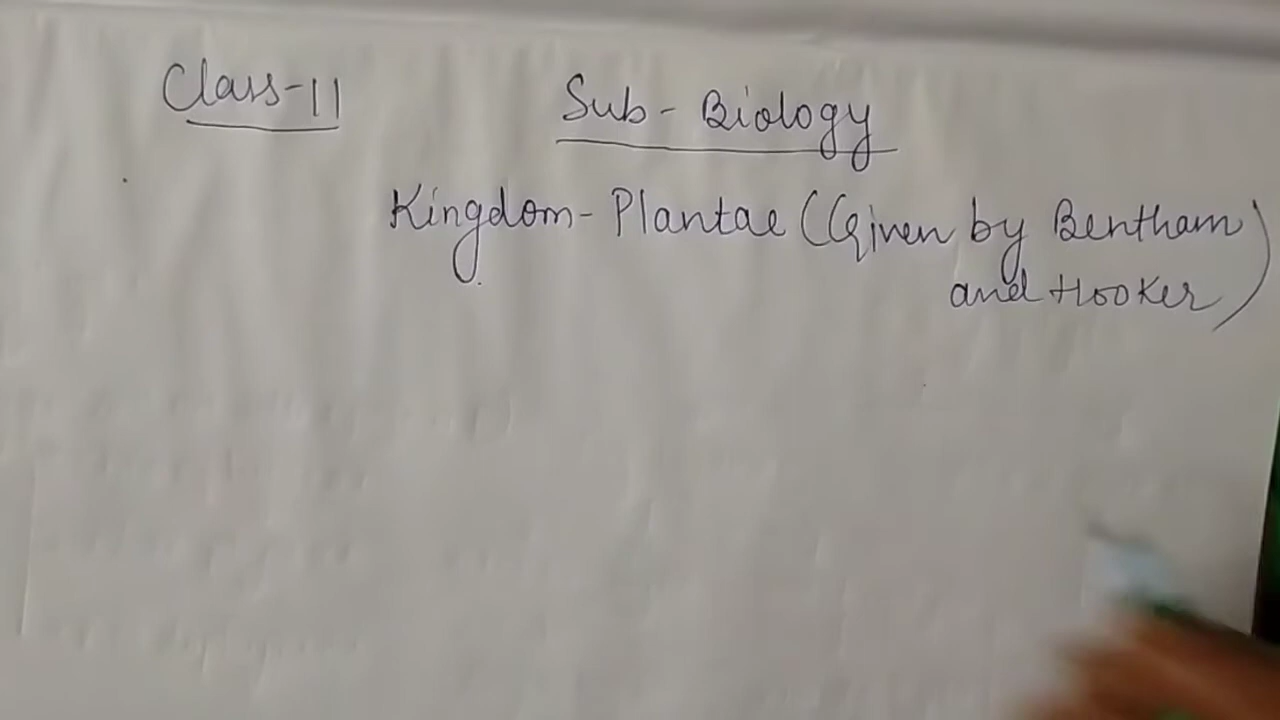 Class-11
Sub- Biology
Kingdom- Plantae (Given by Bentham
and Hooker)